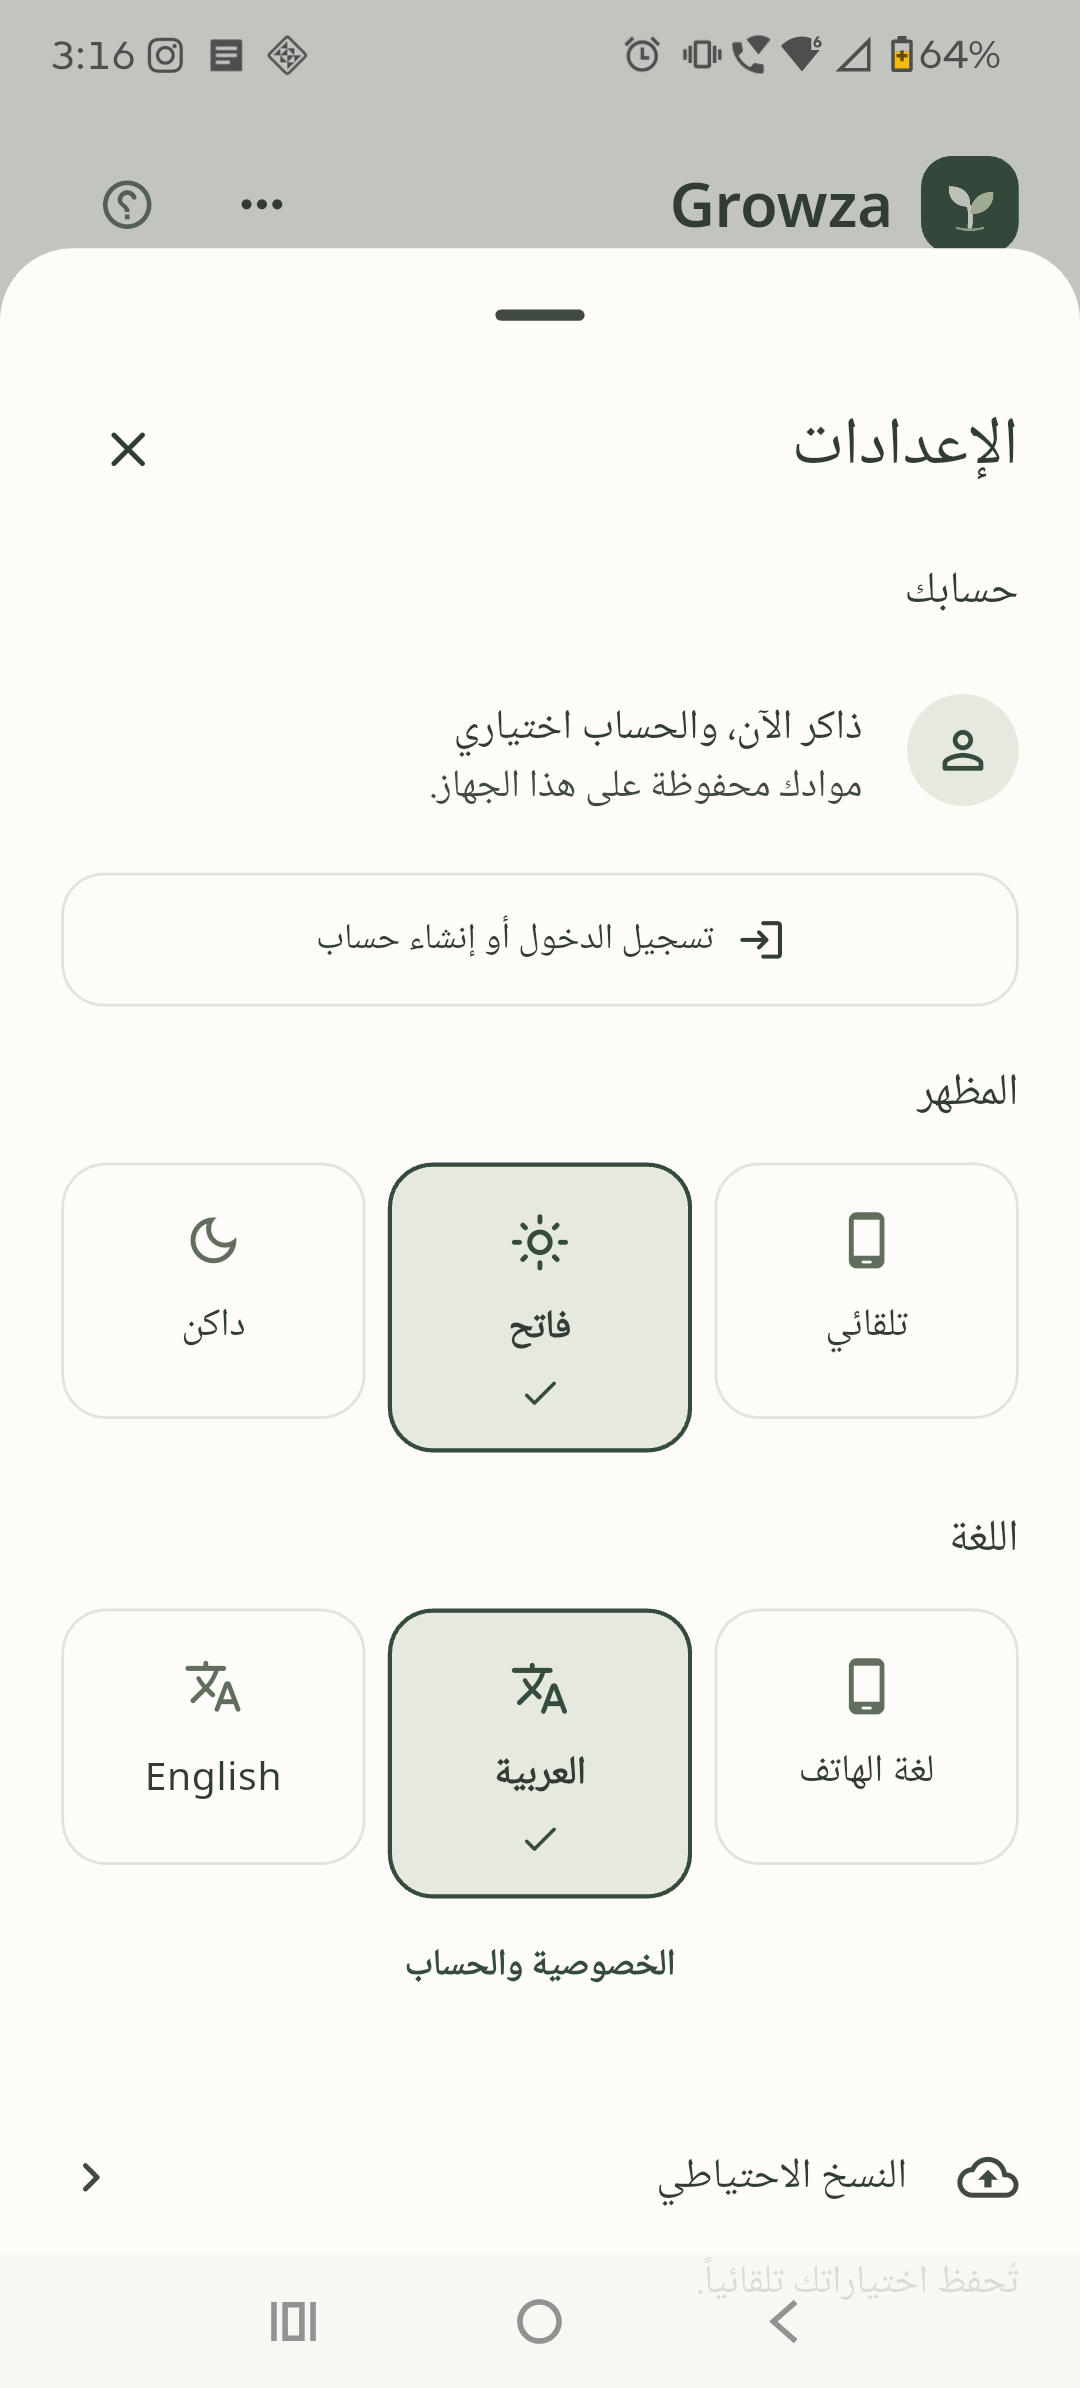 3:16
64%
Growza
الإعدادات
حسابك
ذاكر الآن، والحساب اختياري
موادك محفوظة على هذا الجهاز.
تسجيل الدخول أو إنشاء حساب
المظهر
تلقائي
فاتح
داكن
اللغة
لغة الهاتف
العربية
English
الخصوصية والحساب
النسخ الاحتياطي
تُحفظ اختياراتك تلقائياً.